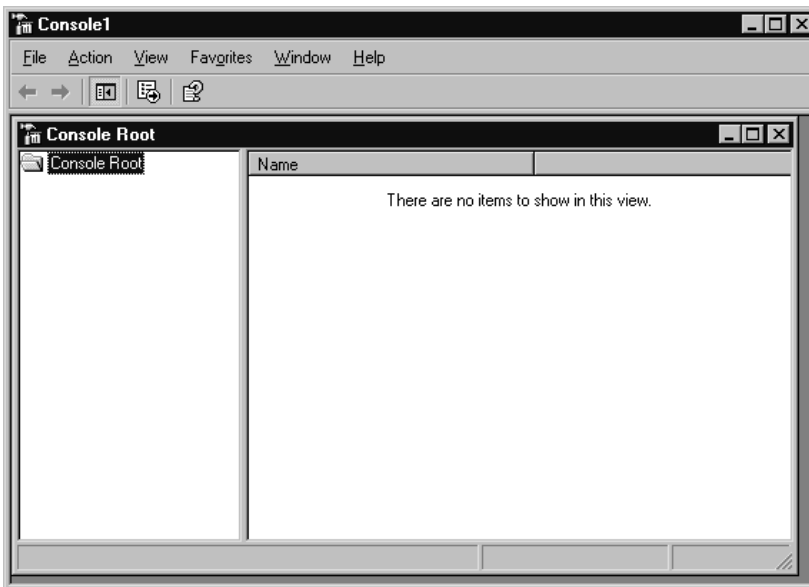 Console1
File Action View Favorites Window Help
Console Root
Console Root
Name
There are no items to show in this view.